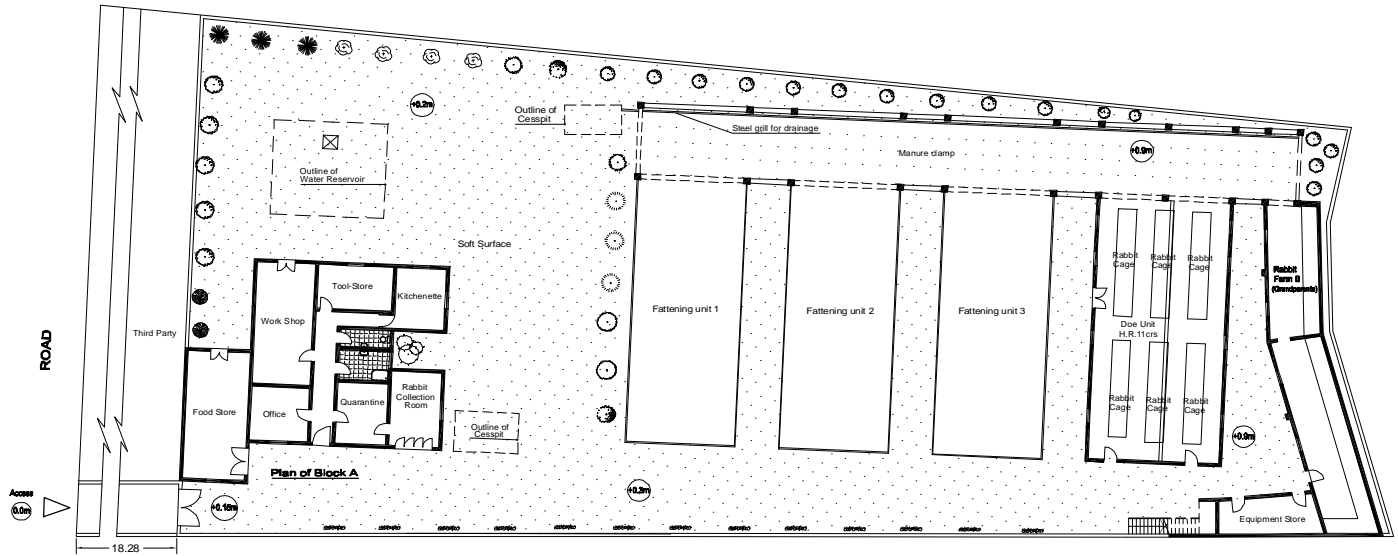 +0.2m
Outline of
Cesspit
Steel grill for drainage
Manure clamp
+0.9m
Outline of
Water Reservoir
Soft Surface
Tool-Store
Kitchenette
Work Shop
Third Party
ROAD
Fattening unit 1
Fattening unit 2
Fattening unit 3
Rabbit
Cage
Rabbit
Cage
Rabbit
Cage
Doe Unit
H.R.11crs
Rabbit
Farm B
(Grandparents)
Food Store
Office
Quarantine
Rabbit
Collection
Room
Outline of
Cesspit
Rabbit
Cage
Rabbit
Cage
Rabbit
Cage
+0.9m
Plan of Block A
Access
0.0m
+0.15m
+0.3m
Equipment Store
18.28